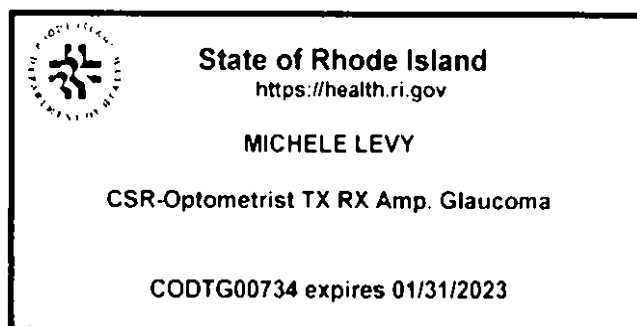 State of Rhode Island
https://health.ri.gov
MICHELE LEVY
CSR-Optometrist TX RX Amp. Glaucoma
CODTG00734 expires 01/31/2023